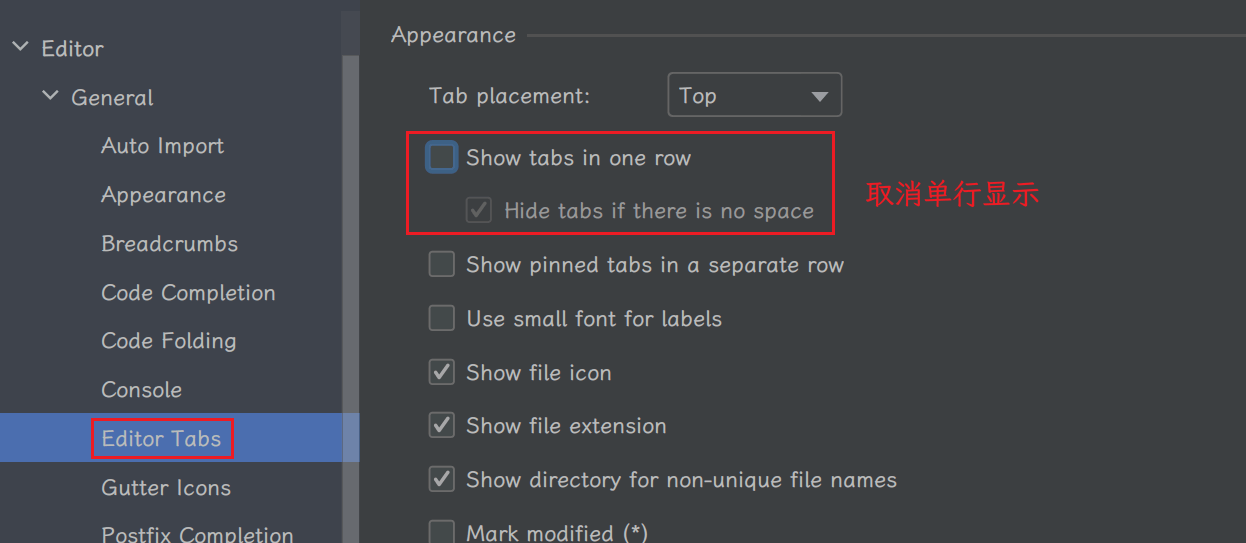 Editor
General
Auto Import
Appearance
Breadcrumbs
Code Completion
Code Folding
Console
Editor Tabs
Gutter Icons
Postfix Completion
Appearance
Tab placement:
Top
Show tabs in one row
Hide tabs if there is no space
取消单行显示
Show pinned tabs in a separate row
Use small font for labels
Show file icon
Show file extension
Show directory for non-unique file names
Mark modified (*)